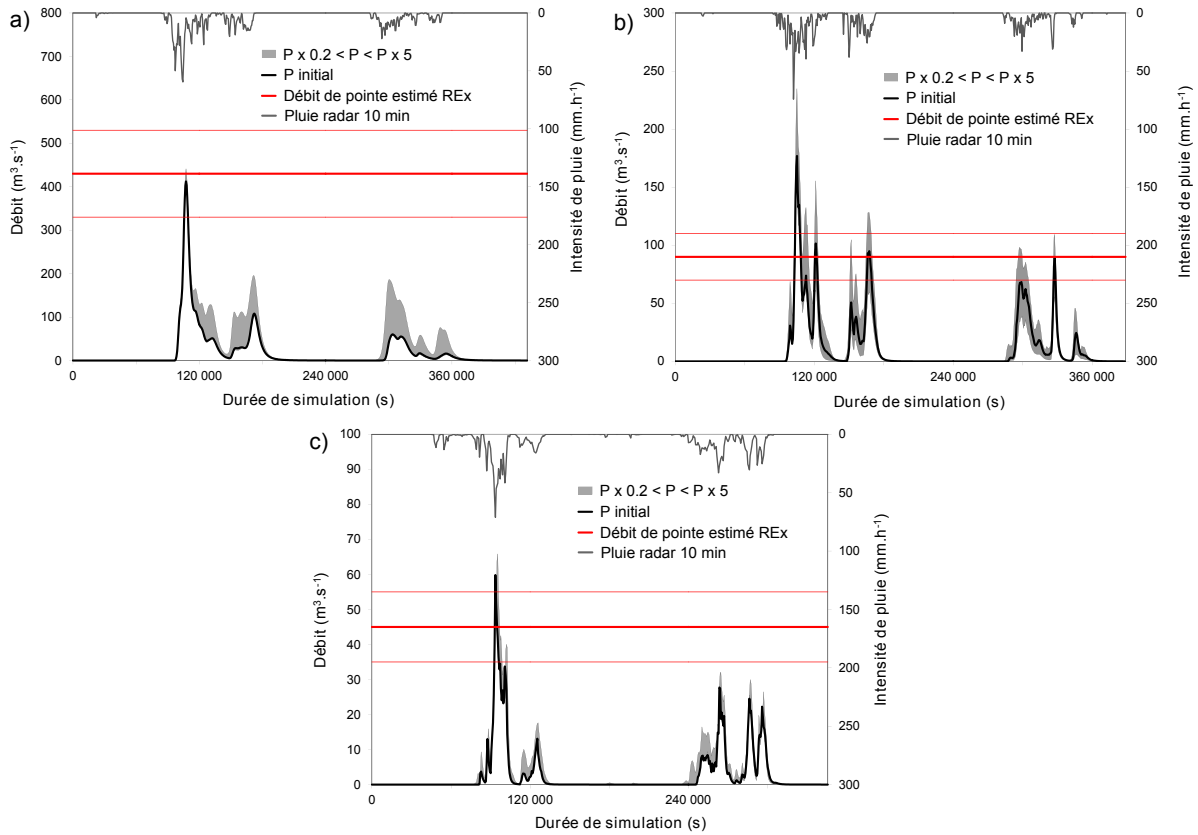 a)
800
700
600
500
400
300
200
100
0
Débit (m³.s⁻¹)
0
50
100
150
200
250
300
Intensité de pluie (mm.h⁻¹)
P x 0.2 < P < P x 5
P initial
Débit de pointe estimé REx
Pluie radar 10 min
0
120 000
240 000
360 000
Durée de simulation (s)
b)
300
250
200
150
100
50
0
Débit (m³.s⁻¹)
0
50
100
150
200
250
300
Intensité de pluie (mm.h⁻¹)
P x 0.2 < P < P x 5
P initial
Débit de pointe estimé REx
Pluie radar 10 min
0
120 000
240 000
360 000
Durée de simulation (s)
c)
100
90
80
70
60
50
40
30
20
10
0
Débit (m³.s⁻¹)
0
50
100
150
200
250
300
Intensité de pluie (mm.h⁻¹)
P x 0.2 < P < P x 5
P initial
Débit de pointe estimé REx
Pluie radar 10 min
0
120 000
240 000
Durée de simulation (s)